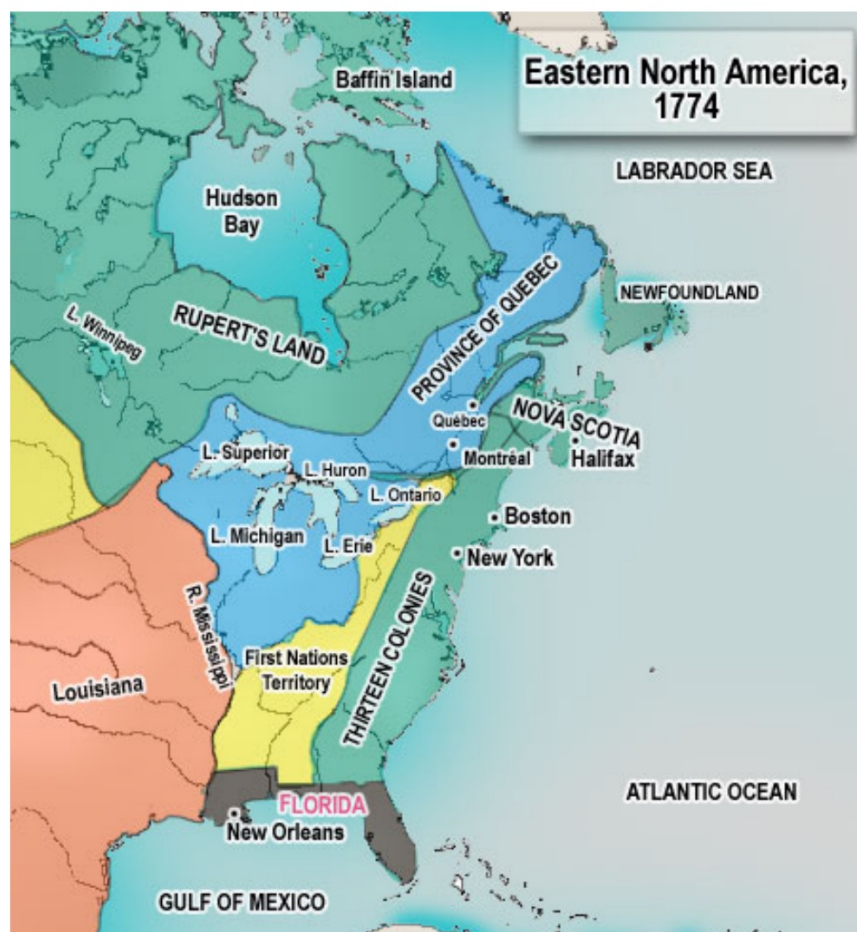 Eastern North America,
1774
Baffin Island
LABRADOR SEA
Hudson
Bay
NEWFOUNDLAND
PROVINCE OF QUEBEC
L. Winnipeg
RUPERT'S LAND
Québec
NOVA SCOTIA
L. Superior
Montréal
Halifax
L. Huron
L. Ontario
Boston
L. Michigan
L. Erie
New York
R. Mississippi
First Nations
Territory
THIRTEEN COLONIES
Louisiana
ATLANTIC OCEAN
FLORIDA
New Orleans
GULF OF MEXICO